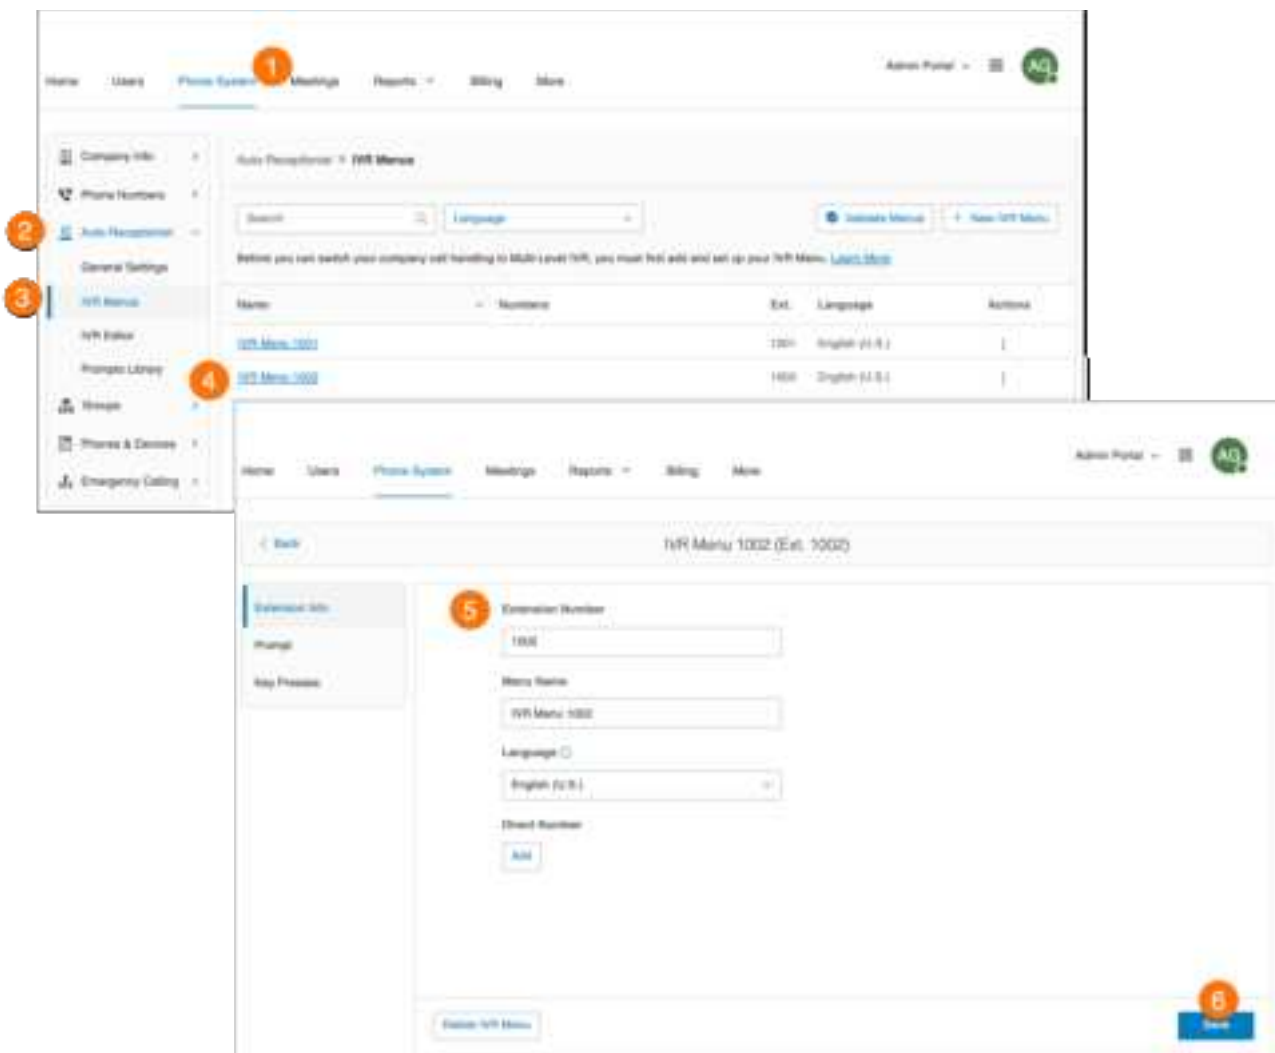 1
Admin Portal
AG
Home Users Phone System Meetings Reports Billing More
Company Info
Auto Receptionist > IVR Menus
Phone Numbers
2
Auto Receptionist
Search
Language
Validate Menus
+ New IVR Menu
General Settings
Before you can switch your company call handling to Multi-Level IVR, you must first add and set up your IVR Menu. Learn More
3
IVR Menus
Name Numbers Ext. Language Actions
IVR Editor
IVR Menu 1001 1001 English (U.S.)
Prompts Library
4
IVR Menu 1002 1002 English (U.S.)
Groups
Phones & Devices
Emergency Calling
Admin Portal
AG
Home Users Phone System Meetings Reports Billing More
< Back
IVR Menu 1002 (Ext. 1002)
Extension Info
Prompt
Key Presses
5
Extension Number
1002
Menu Name
IVR Menu 1002
Language
English (U.S.)
Direct Number
Add
Delete IVR Menu
6
Save